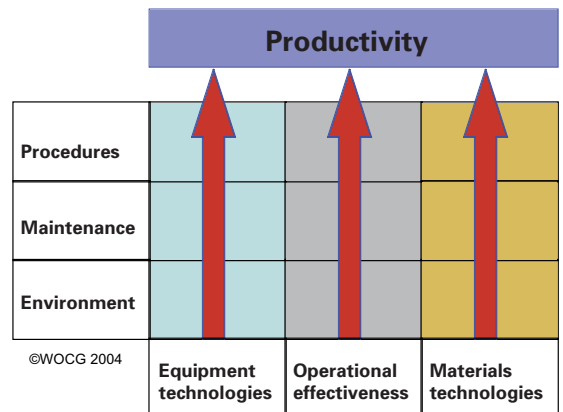 Productivity
Procedures
Maintenance
Environment
©WOCG 2004
Equipment
technologies
Operational
effectiveness
Materials
technologies